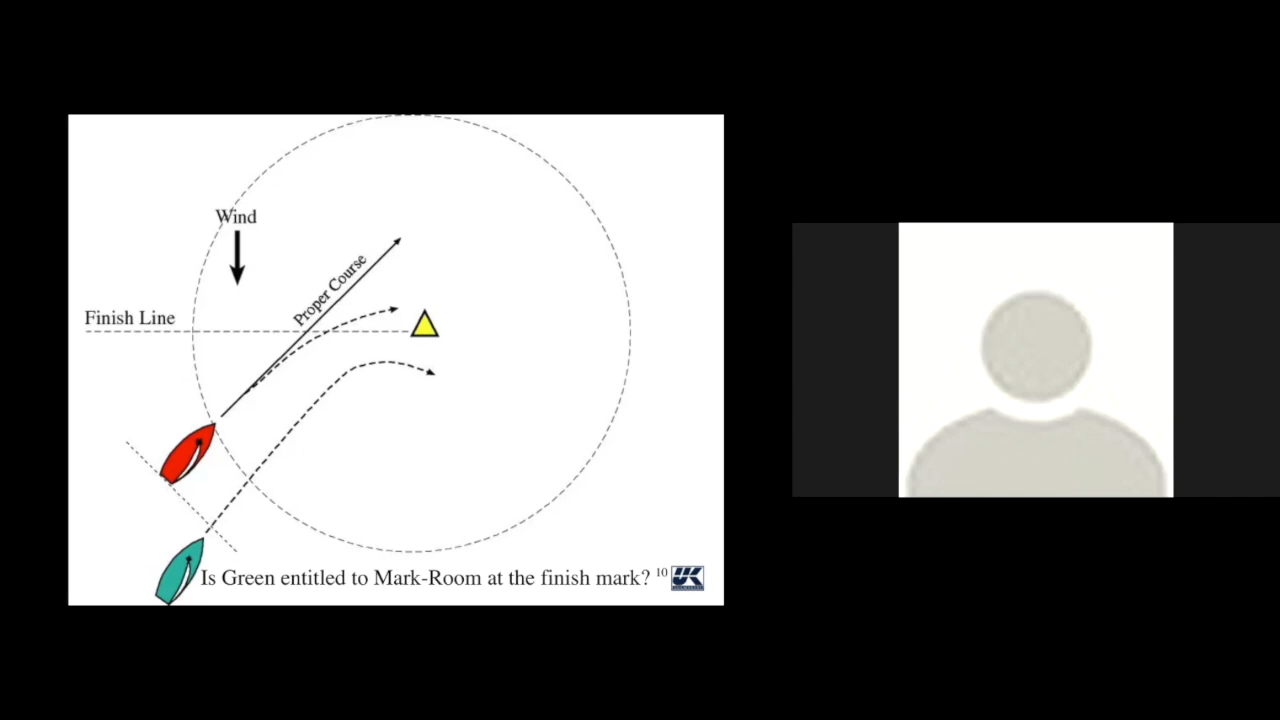 Wind
Proper Course
Finish Line
Is Green entitled to Mark-Room at the finish mark? 10
UK